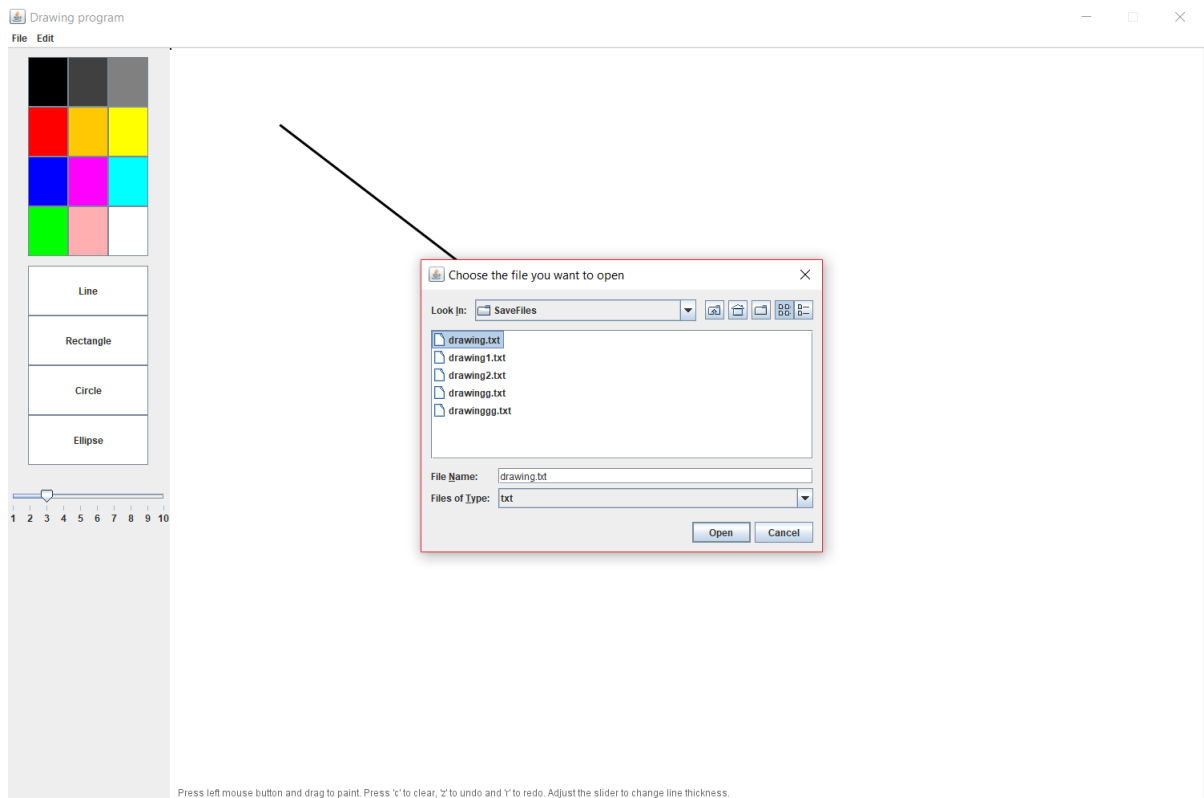 Drawing program
File Edit
Line
Rectangle
Circle
Ellipse
1 2 3 4 5 6 7 8 9 10
Choose the file you want to open
Look In: SaveFiles
drawing.txt
drawing1.txt
drawing2.txt
drawingg.txt
drawinggg.txt
File Name: drawing.txt
Files of Type: txt
Open Cancel
Press left mouse button and drag to paint. Press 'c' to clear, 'z' to undo and 'r' to redo. Adjust the slider to change line thickness.